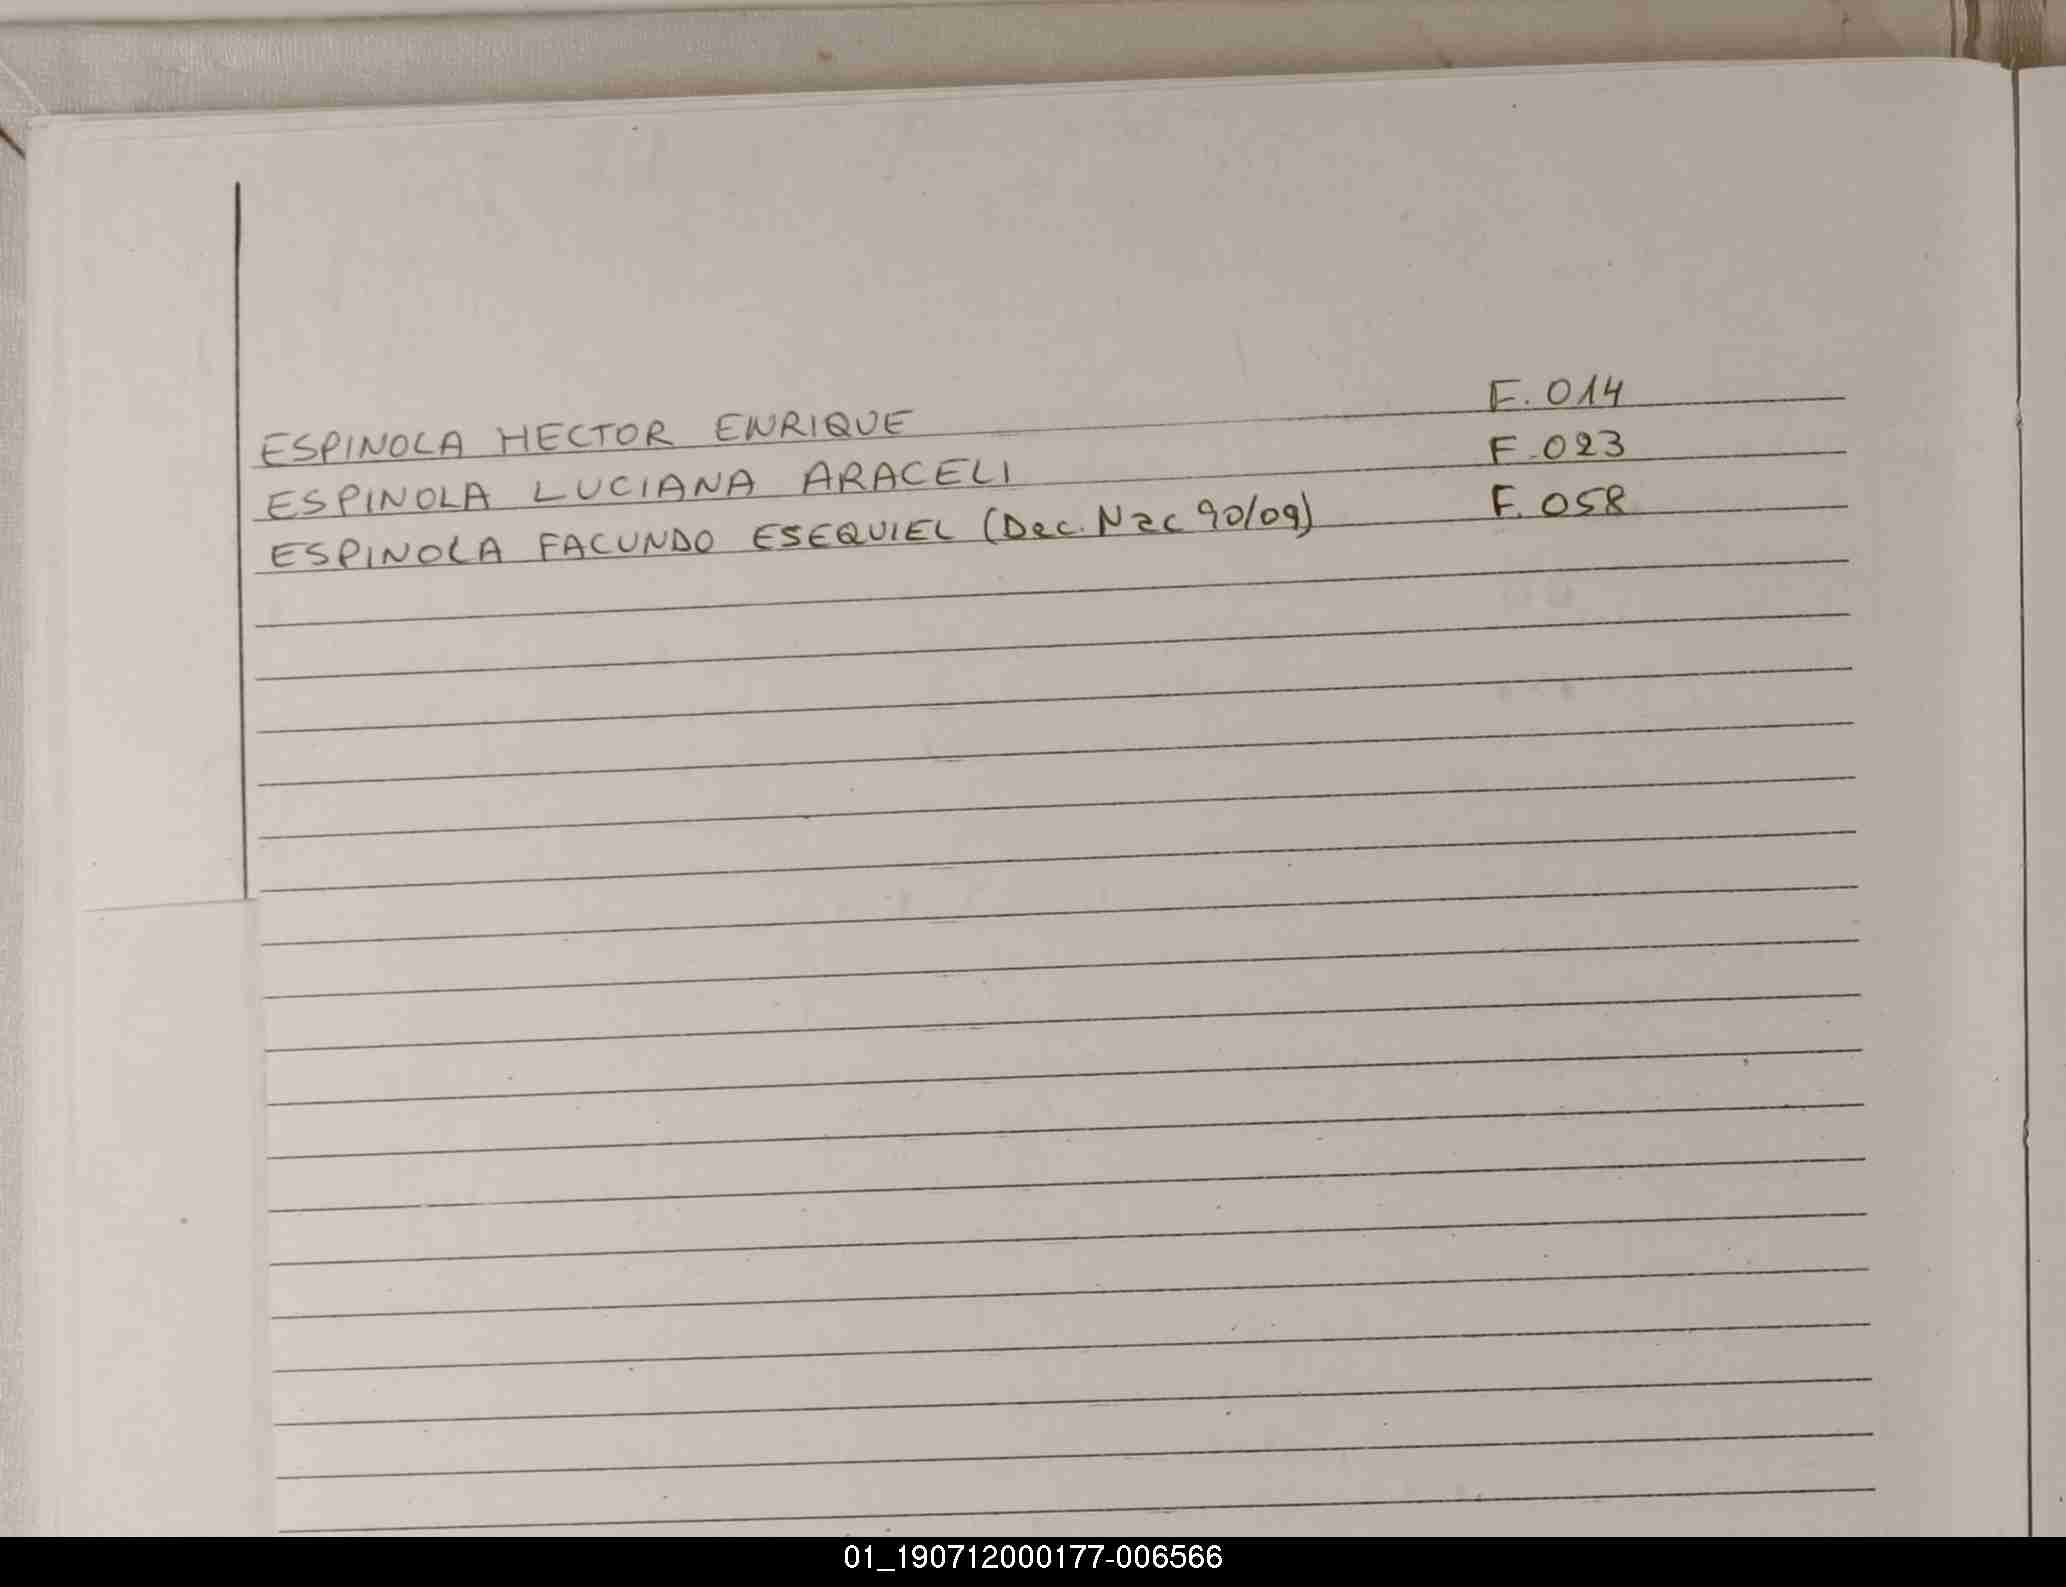 ESPINOLA HECTOR ENRIQUE F. 014
ESPINOLA LUCIANA ARACELI F. 023
ESPINOLA FACUNDO ESEQUIEL (Dec. Nac 90/09) F. 058
01_190712000177-006566